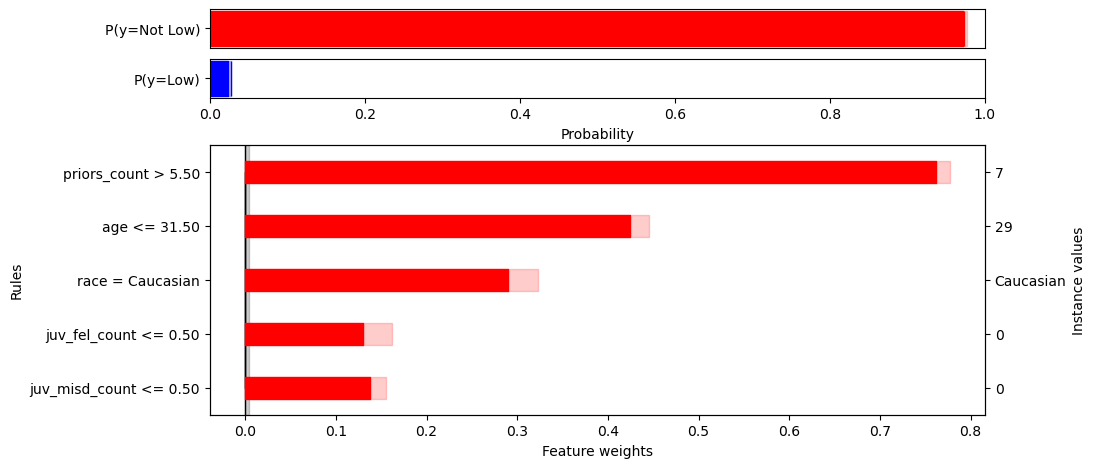 P(y=Not Low)
P(y=Low)
0.0 0.2 0.4 0.6 0.8 1.0
Probability
Rules
priors_count > 5.50 7
age <= 31.50 29
race = Caucasian Caucasian
juv_fel_count <= 0.50 0
juv_misd_count <= 0.50 0
Instance values
0.0 0.1 0.2 0.3 0.4 0.5 0.6 0.7 0.8
Feature weights